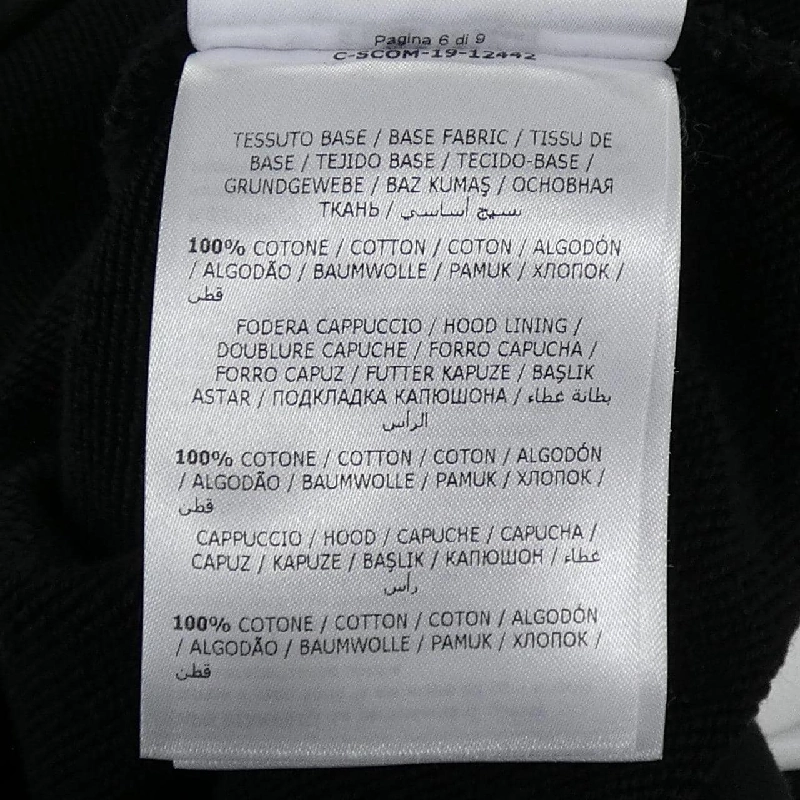 Pagina 6 di 9
C-SCOM-19-12442
TESSUTO BASE / BASE FABRIC / TISSU DE
BASE / TEJIDO BASE / TECIDO-BASE /
GRUNDGEWEBE / BAZ KUMAŞ / ОСНОВНАЯ
ТКАНЬ / نسيج أساسي
100% COTONE / COTTON / COTON / ALGODÓN
/ ALGODÃO / BAUMWOLLE / PAMUK / ХЛОПОК /
قطن
FODERA CAPPUCCIO / HOOD LINING /
DOUBLURE CAPUCHE / FORRO CAPUCHA /
FORRO CAPUZ / FUTTER KAPUZE / BAŞLIK
ASTAR / ПОДКЛАДКА КАПЮШОНА / بطانة غطاء
الرأس
100% COTONE / COTTON / COTON / ALGODÓN
/ ALGODÃO / BAUMWOLLE / PAMUK / ХЛОПОК /
قطن
CAPPUCCIO / HOOD / CAPUCHE / CAPUCHA /
CAPUZ / KAPUZE / BAŞLIK / КАПЮШОН / غطاء
رأس
100% COTONE / COTTON / COTON / ALGODÓN
/ ALGODÃO / BAUMWOLLE / PAMUK / ХЛОПОК /
قطن